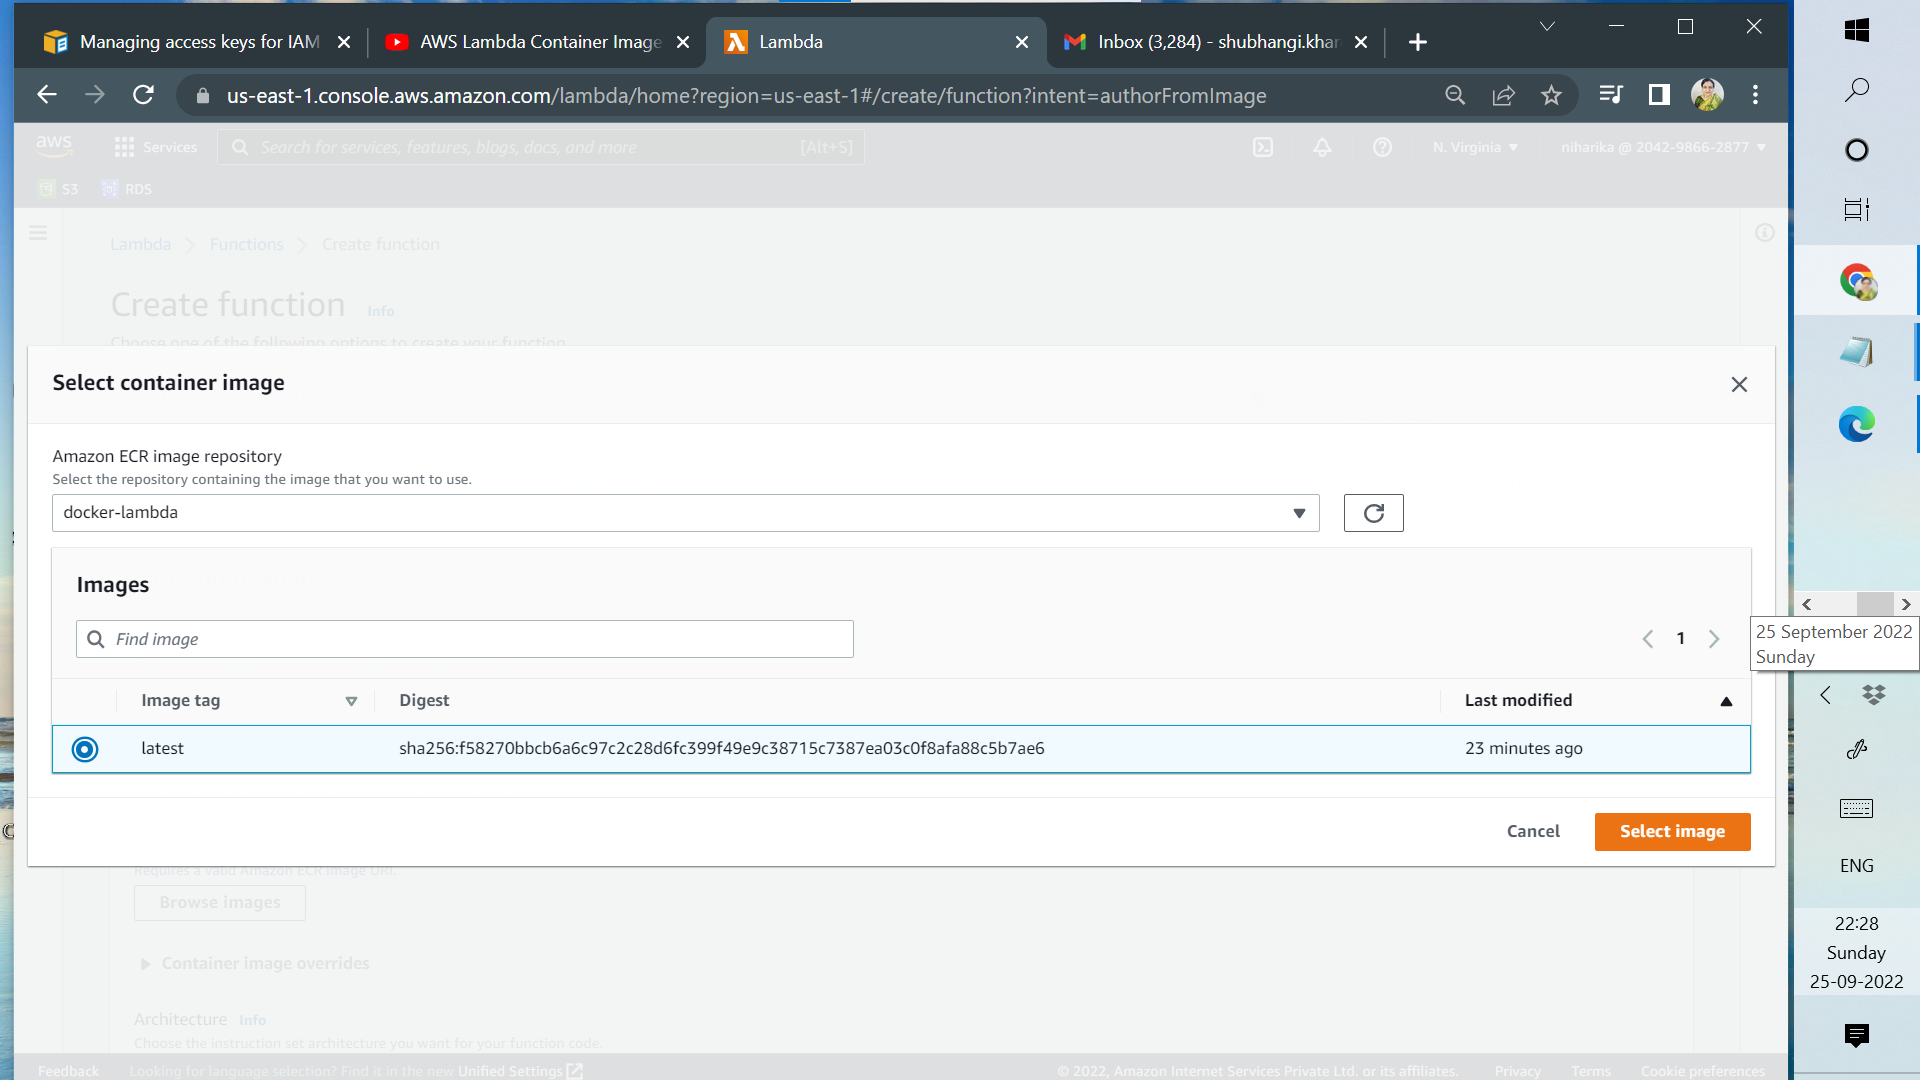 Managing access keys for IAM
AWS Lambda Container Image
Lambda
Inbox (3,284) - shubhangi.khar
us-east-1.console.aws.amazon.com/lambda/home?region=us-east-1#/create/function?intent=authorFromImage
aws
Services
Search for services, features, blogs, docs, and more
[Alt+S]
N. Virginia
niharika @ 2042-9866-2877
S3
RDS
Lambda
Functions
Create function
Create function
Info
Choose one of the following options to create your function.
Select container image
Amazon ECR image repository
Select the repository containing the image that you want to use.
docker-lambda
Images
Find image
1
Image tag
Digest
Last modified
latest
sha256:f58270bbcb6a6c97c2c28d6fc399f49e9c38715c7387ea03c0f8afa88c5b7ae6
23 minutes ago
Cancel
Select image
Requires a valid Amazon ECR image URI.
Browse images
Container image overrides
Architecture Info
Choose the instruction set architecture you want for your function code.
Feedback
Looking for language selection? Find it in the new Unified Settings
© 2022, Amazon Internet Services Private Ltd. or its affiliates.
Privacy
Terms
Cookie preferences
25 September 2022
Sunday
ENG
22:28
Sunday
25-09-2022